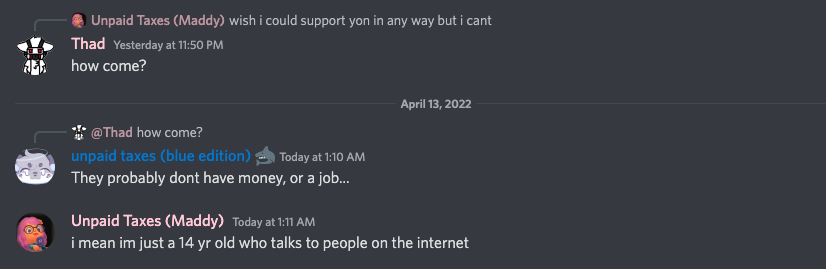 Unpaid Taxes (Maddy) wish i could support yon in any way but i cant
Thad Yesterday at 11:50 PM
how come?
April 13, 2022
@Thad how come?
unpaid taxes (blue edition) Today at 1:10 AM
They probably dont have money, or a job...
Unpaid Taxes (Maddy) Today at 1:11 AM
i mean im just a 14 yr old who talks to people on the internet